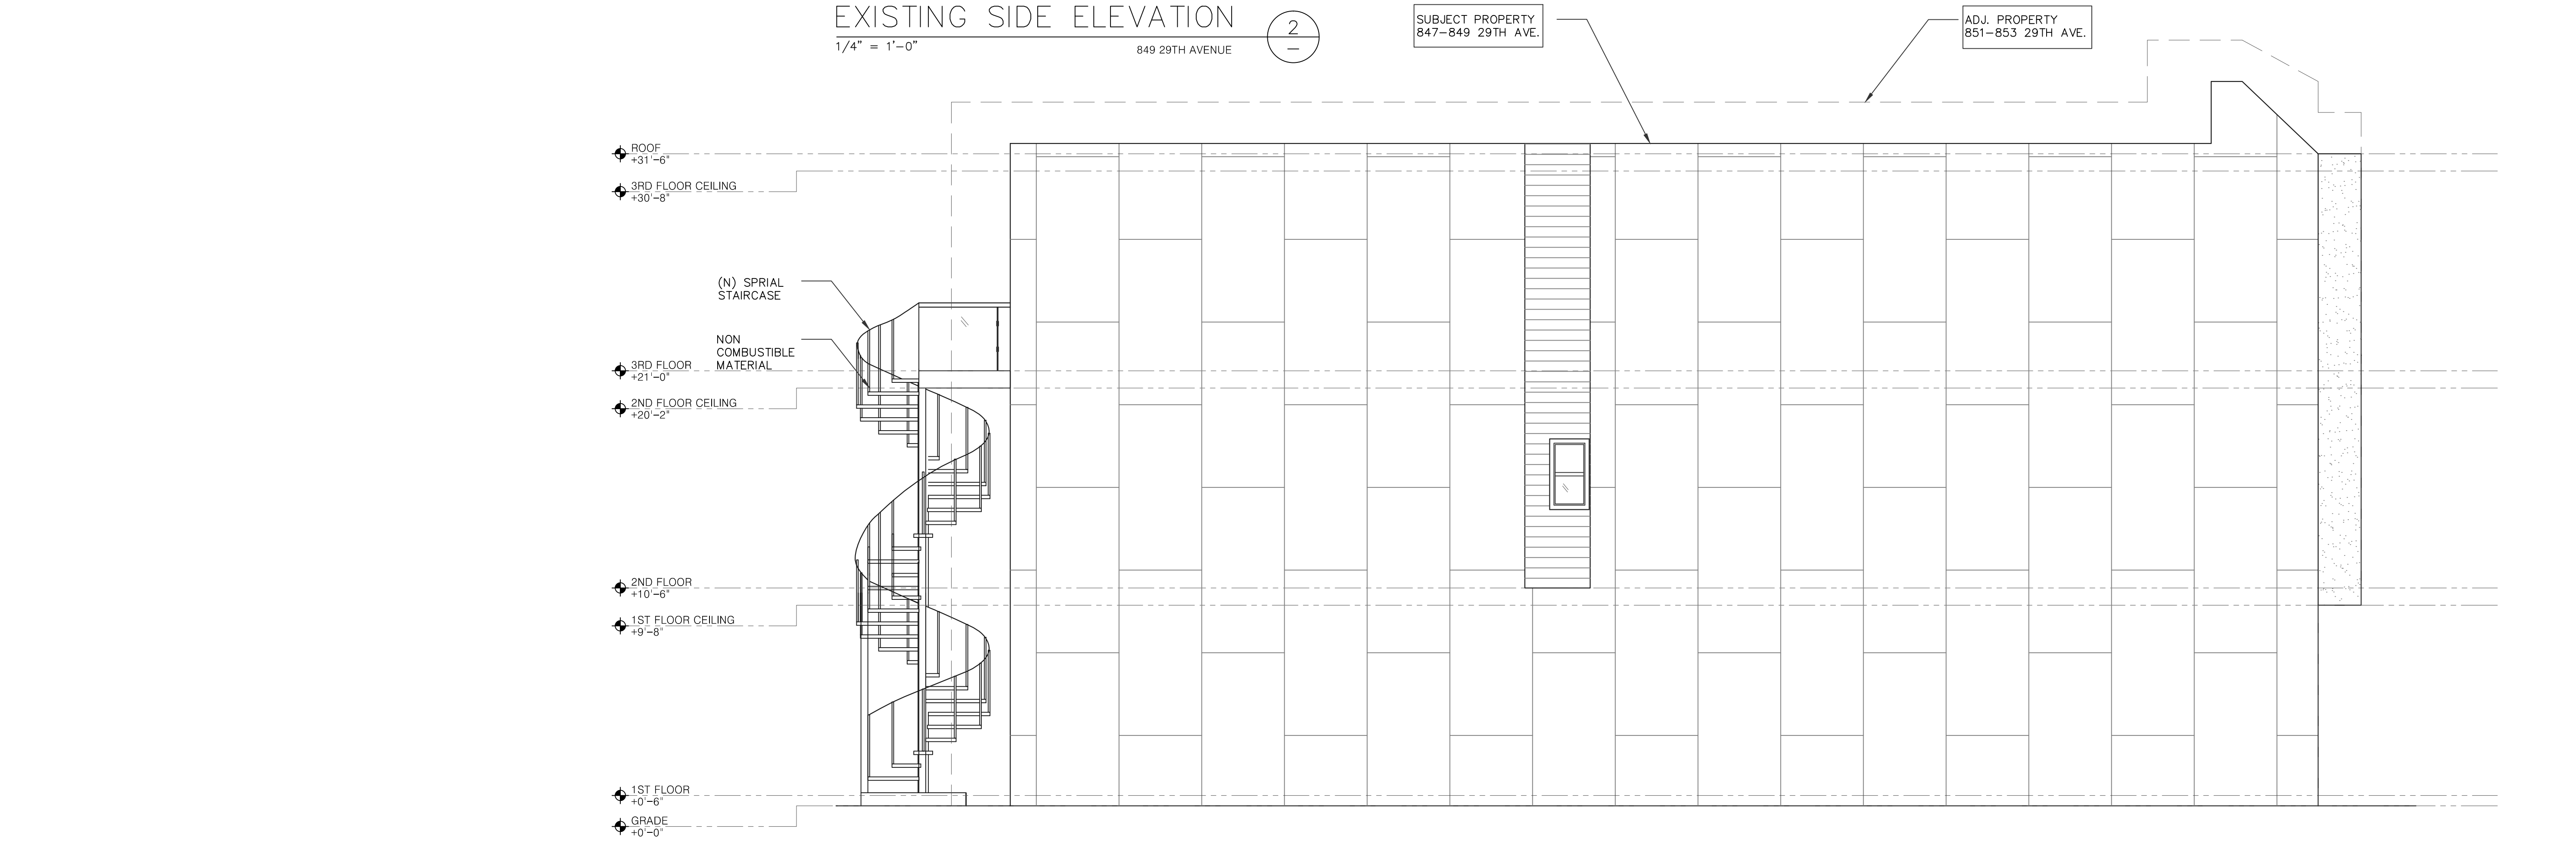 EXISTING SIDE ELEVATION
1/4" = 1'-0"
849 29TH AVENUE
2
—
SUBJECT PROPERTY
847-849 29TH AVE.
ADJ. PROPERTY
851-853 29TH AVE.
ROOF
+31'-6"
3RD FLOOR CEILING
+30'-8"
(N) SPRIAL
STAIRCASE
NON
COMBUSTIBLE
MATERIAL
3RD FLOOR
+21'-0"
2ND FLOOR CEILING
+20'-2"
2ND FLOOR
+10'-6"
1ST FLOOR CEILING
+9'-8"
1ST FLOOR
+0'-6"
GRADE
+0'-0"